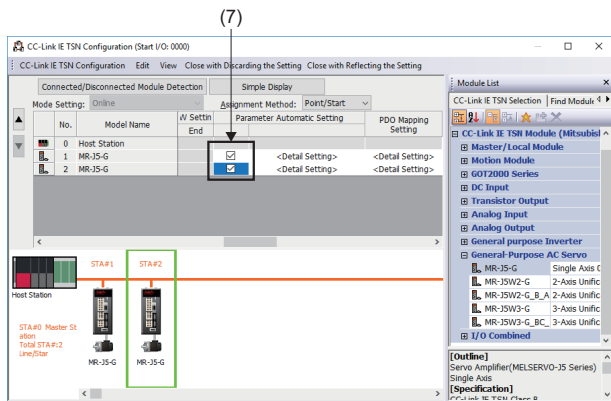 (7)
CC-Link IE TSN Configuration (Start I/O: 0000)
CC-Link IE TSN Configuration Edit View Close with Discarding the Setting Close with Reflecting the Setting
Connected/Disconnected Module Detection Simple Display
Mode Setting: Online Assignment Method: Point/Start
No. Model Name W Settin Parameter Automatic Setting PDO Mapping Setting
End
0 Host Station
1 MR-J5-G <Detail Setting> <Detail Setting>
2 MR-J5-G <Detail Setting> <Detail Setting>
STA#1 STA#2
Host Station
STA#0 Master St
ation
Total STA#:2
Line/Star
MR-J5-G MR-J5-G
Module List
CC-Link IE TSN Selection Find Module
CC-Link IE TSN Module (Mitsubish
Master/Local Module
Motion Module
GOT2000 Series
DC Input
Transistor Output
Analog Input
Analog Output
General purpose Inverter
General-Purpose AC Servo
MR-J5-G Single Axis
MR-J5W2-G 2-Axis Unific
MR-J5W2-G_B_A 2-Axis Unific
MR-J5W3-G 3-Axis Unific
MR-J5W3-G_BC_ 3-Axis Unific
I/O Combined
[Outline]
Servo Amplifier(MELSERVO-J5 Series)
Single Axis
[Specification]
CC-Link IE TSN Class B